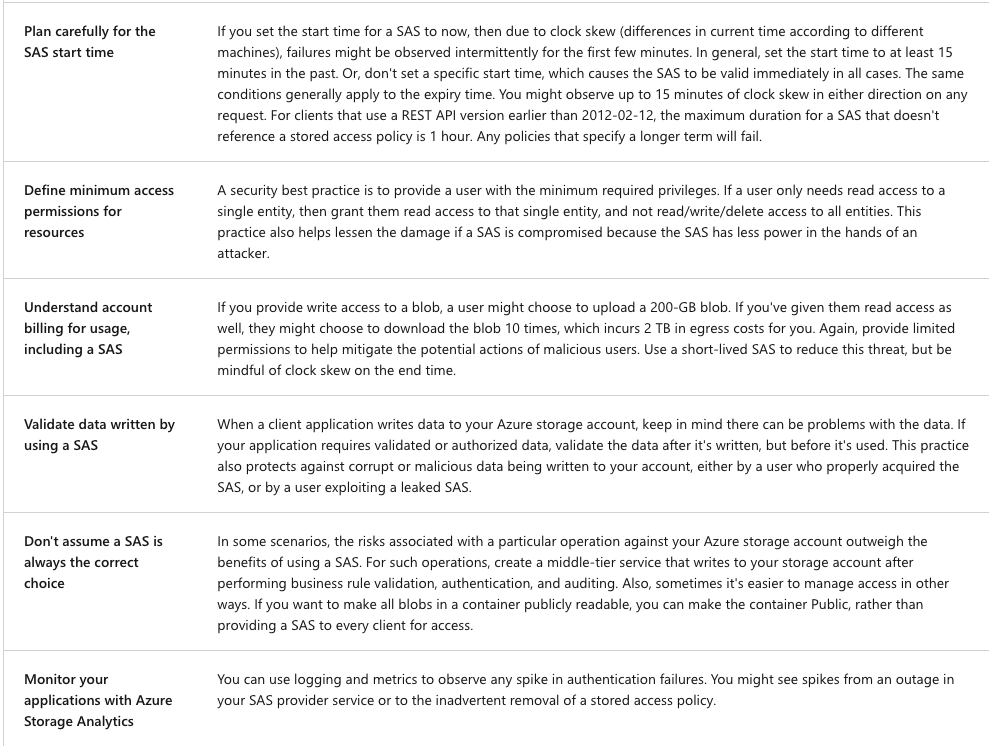 Plan carefully for the
SAS start time
If you set the start time for a SAS to now, then due to clock skew (differences in current time according to different
machines), failures might be observed intermittently for the first few minutes. In general, set the start time to at least 15
minutes in the past. Or, don't set a specific start time, which causes the SAS to be valid immediately in all cases. The same
conditions generally apply to the expiry time. You might observe up to 15 minutes of clock skew in either direction on any
request. For clients that use a REST API version earlier than 2012-02-12, the maximum duration for a SAS that doesn't
reference a stored access policy is 1 hour. Any policies that specify a longer term will fail.
Define minimum access
permissions for
resources
A security best practice is to provide a user with the minimum required privileges. If a user only needs read access to a
single entity, then grant them read access to that single entity, and not read/write/delete access to all entities. This
practice also helps lessen the damage if a SAS is compromised because the SAS has less power in the hands of an
attacker.
Understand account
billing for usage,
including a SAS
If you provide write access to a blob, a user might choose to upload a 200-GB blob. If you've given them read access as
well, they might choose to download the blob 10 times, which incurs 2 TB in egress costs for you. Again, provide limited
permissions to help mitigate the potential actions of malicious users. Use a short-lived SAS to reduce this threat, but be
mindful of clock skew on the end time.
Validate data written by
using a SAS
When a client application writes data to your Azure storage account, keep in mind there can be problems with the data. If
your application requires validated or authorized data, validate the data after it's written, but before it's used. This practice
also protects against corrupt or malicious data being written to your account, either by a user who properly acquired the
SAS, or by a user exploiting a leaked SAS.
Don't assume a SAS is
always the correct
choice
In some scenarios, the risks associated with a particular operation against your Azure storage account outweigh the
benefits of using a SAS. For such operations, create a middle-tier service that writes to your storage account after
performing business rule validation, authentication, and auditing. Also, sometimes it's easier to manage access in other
ways. If you want to make all blobs in a container publicly readable, you can make the container Public, rather than
providing a SAS to every client for access.
Monitor your
applications with Azure
Storage Analytics
You can use logging and metrics to observe any spike in authentication failures. You might see spikes from an outage in
your SAS provider service or to the inadvertent removal of a stored access policy.